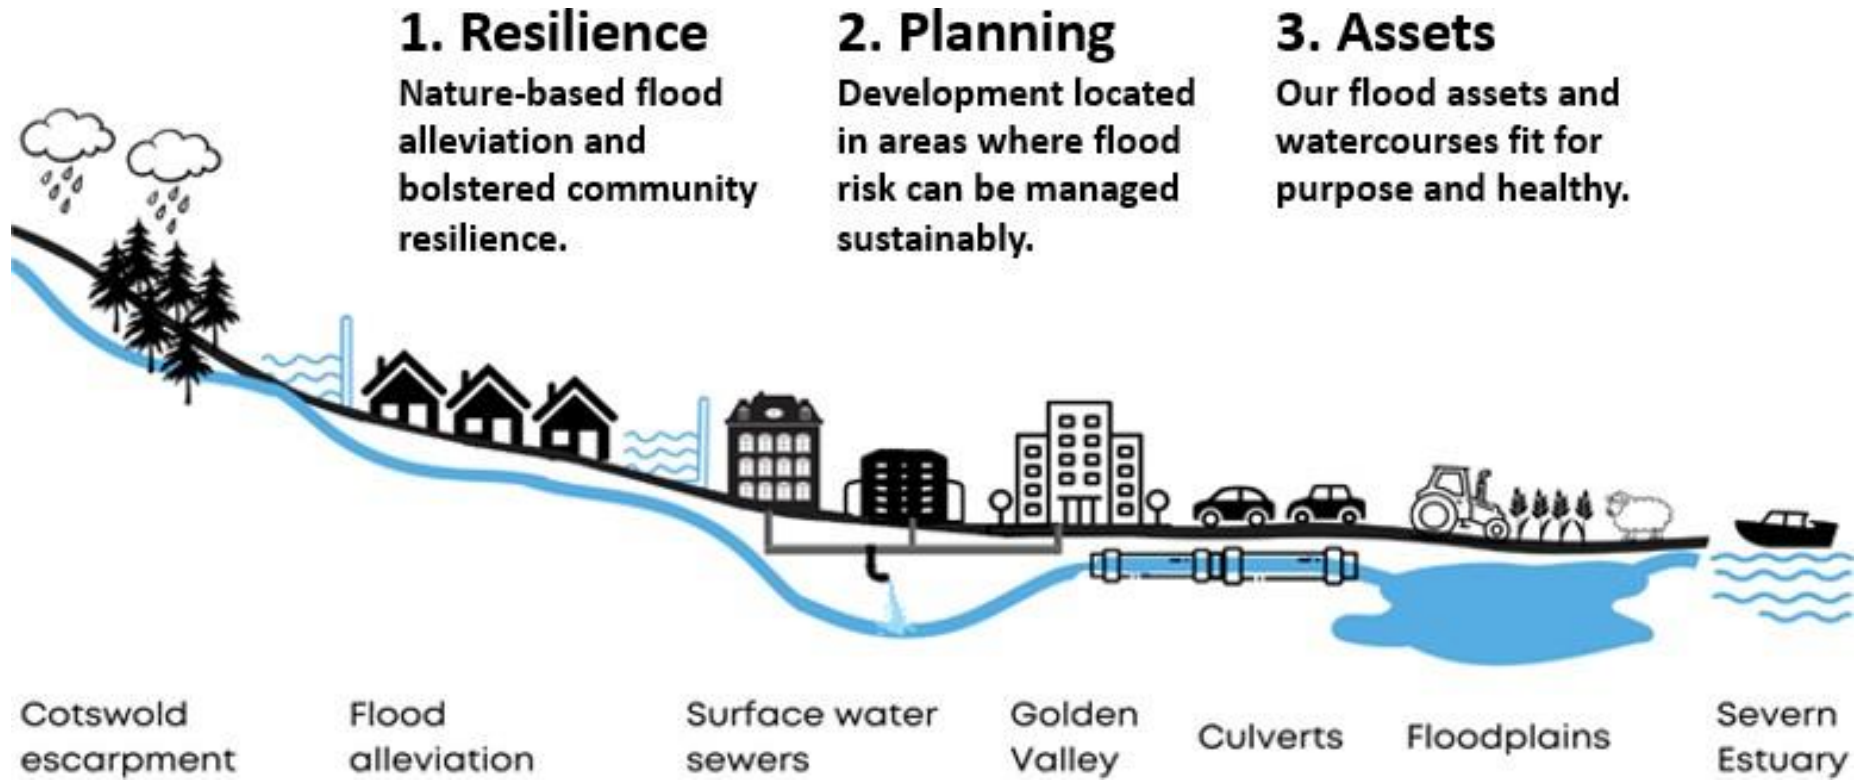 1. Resilience
Nature-based flood
alleviation and
bolstered community
resilience.
2. Planning
Development located
in areas where flood
risk can be managed
sustainably.
3. Assets
Our flood assets and
watercourses fit for
purpose and healthy.
Cotswold
escarpment
Flood
alleviation
Surface water
sewers
Golden
Valley
Culverts
Floodplains
Severn
Estuary